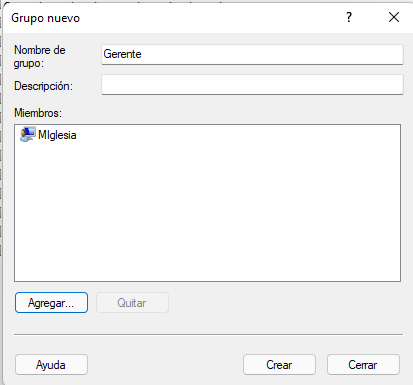 Grupo nuevo
Nombre de
grupo:
Gerente
Descripción:
Miembros:
MIglesia
Agregar...
Quitar
Ayuda
Crear
Cerrar